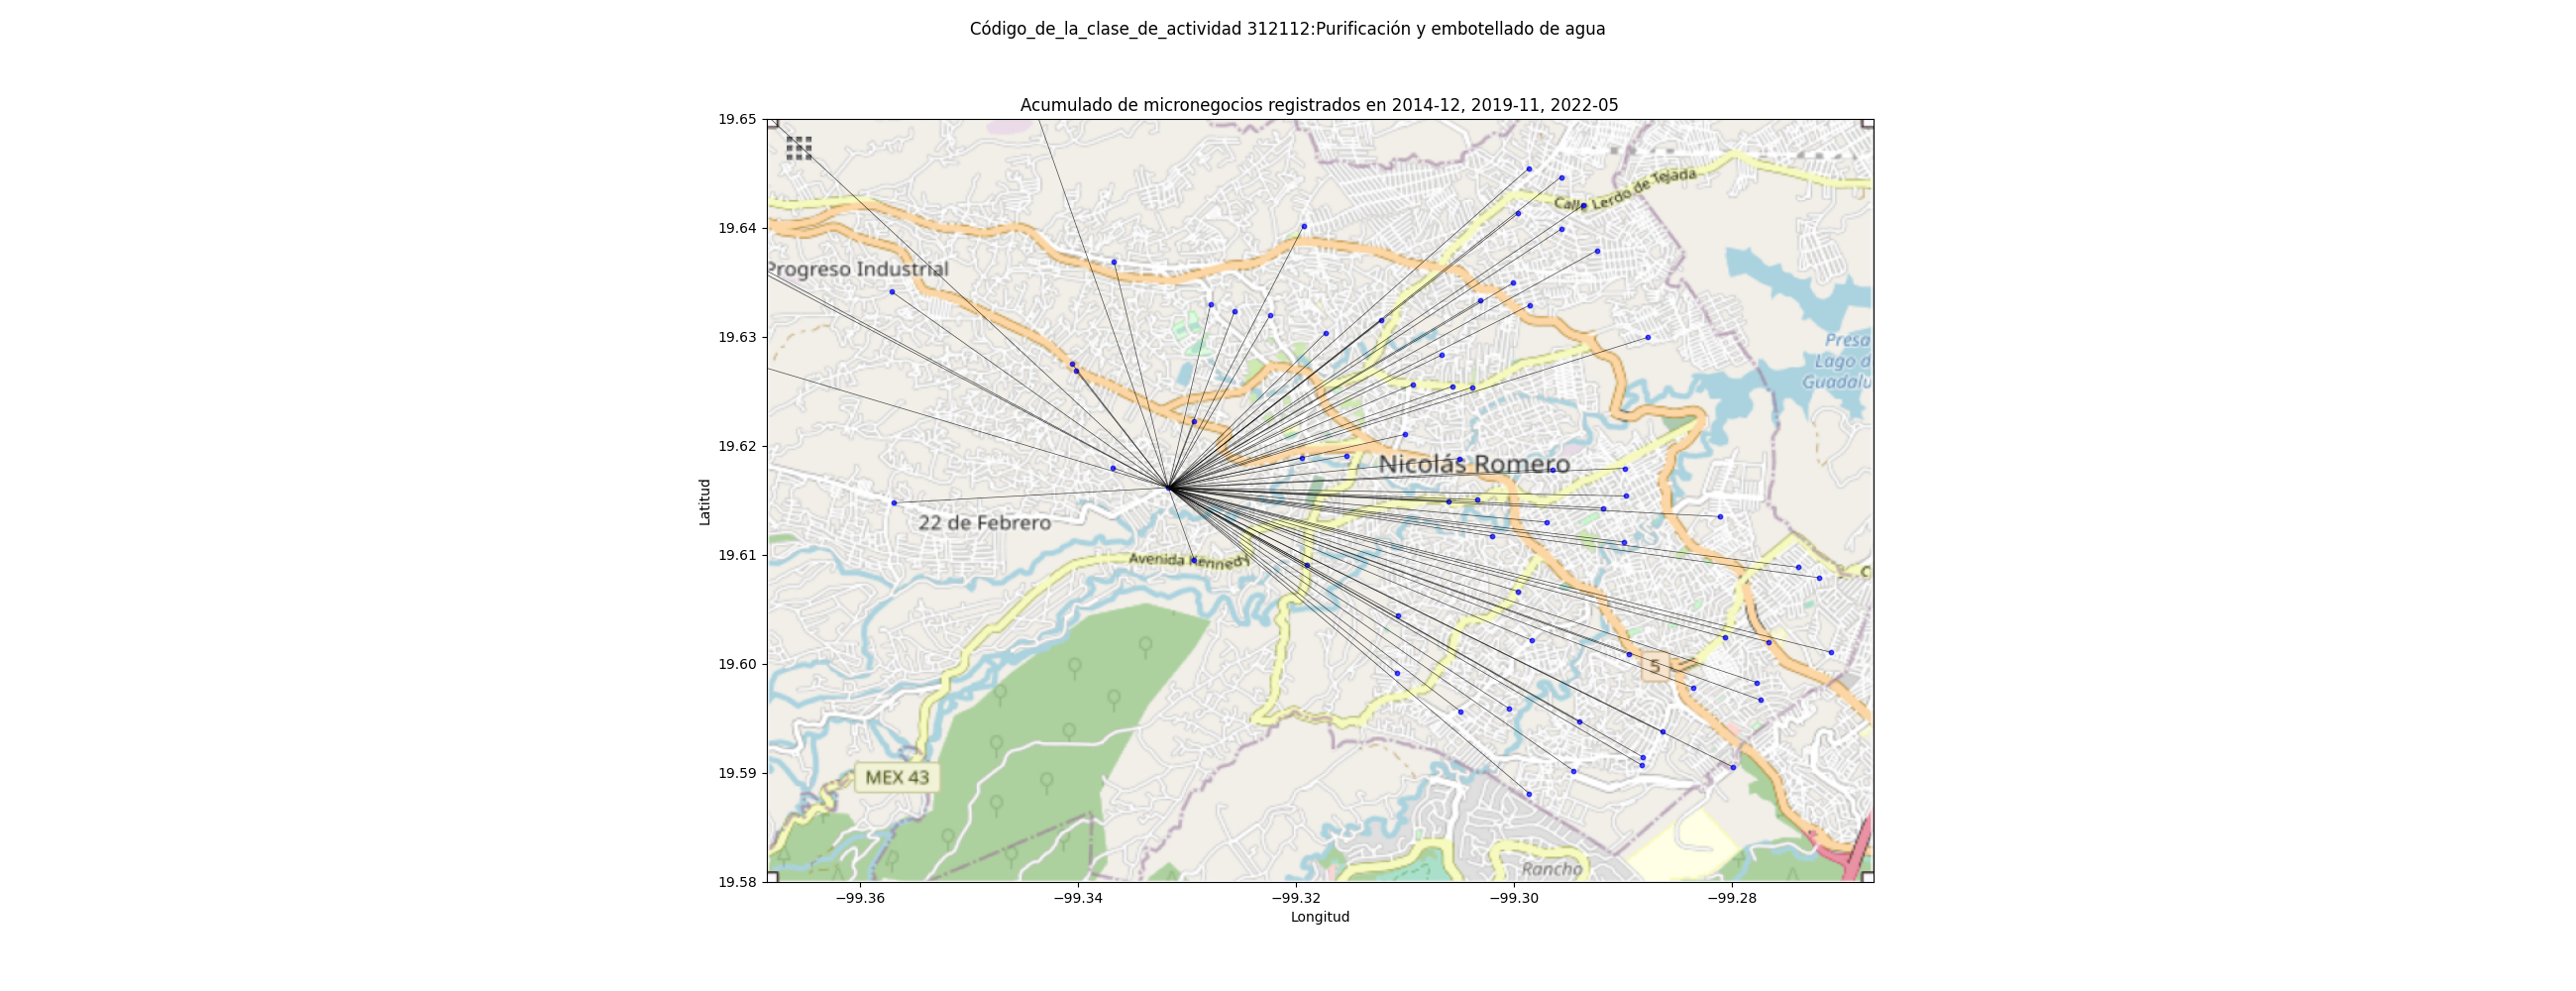 Código_de_la_clase_de_actividad 312112:Purificación y embotellado de agua
Acumulado de micronegocios registrados en 2014-12, 2019-11, 2022-05
19.65
19.64
19.63
19.62
19.61
19.60
19.59
19.58
Latitud
Calle Lerdo de Tejada
Progreso Industrial
Presa
Lago d
Guadalu
Nicolás Romero
22 de Febrero
Avenida Kennedy
C
5
MEX 43
Rancho
−99.36
−99.34
−99.32
−99.30
−99.28
Longitud